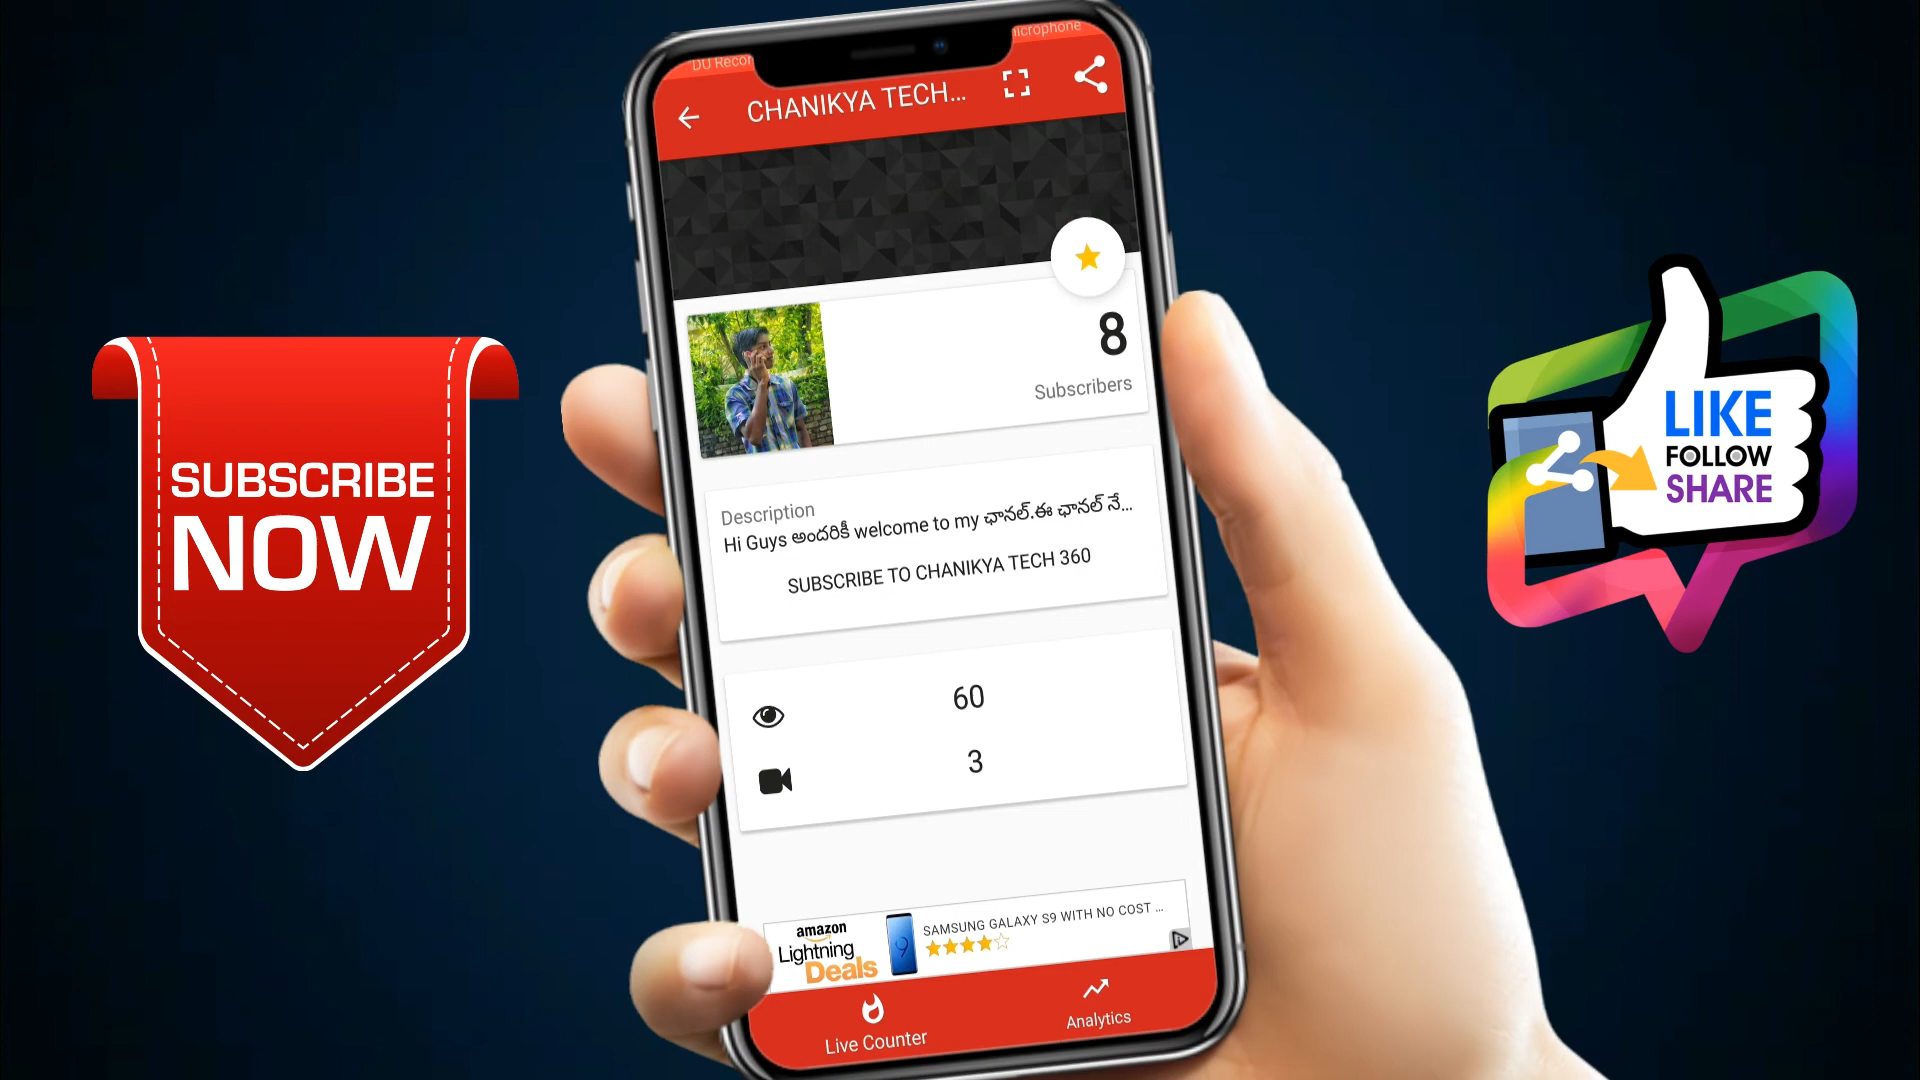 DU Recor
icrophone
CHANIKYA TECH...
8
Subscribers
Description
Hi Guys అందరికీ welcome to my ఛానల్.ఈ ఛానల్ నే...
SUBSCRIBE TO CHANIKYA TECH 360
60
3
amazon
Lightning
Deals
9
SAMSUNG GALAXY S9 WITH NO COST ...
Live Counter
Analytics
SUBSCRIBE
NOW
LIKE
FOLLOW
SHARE